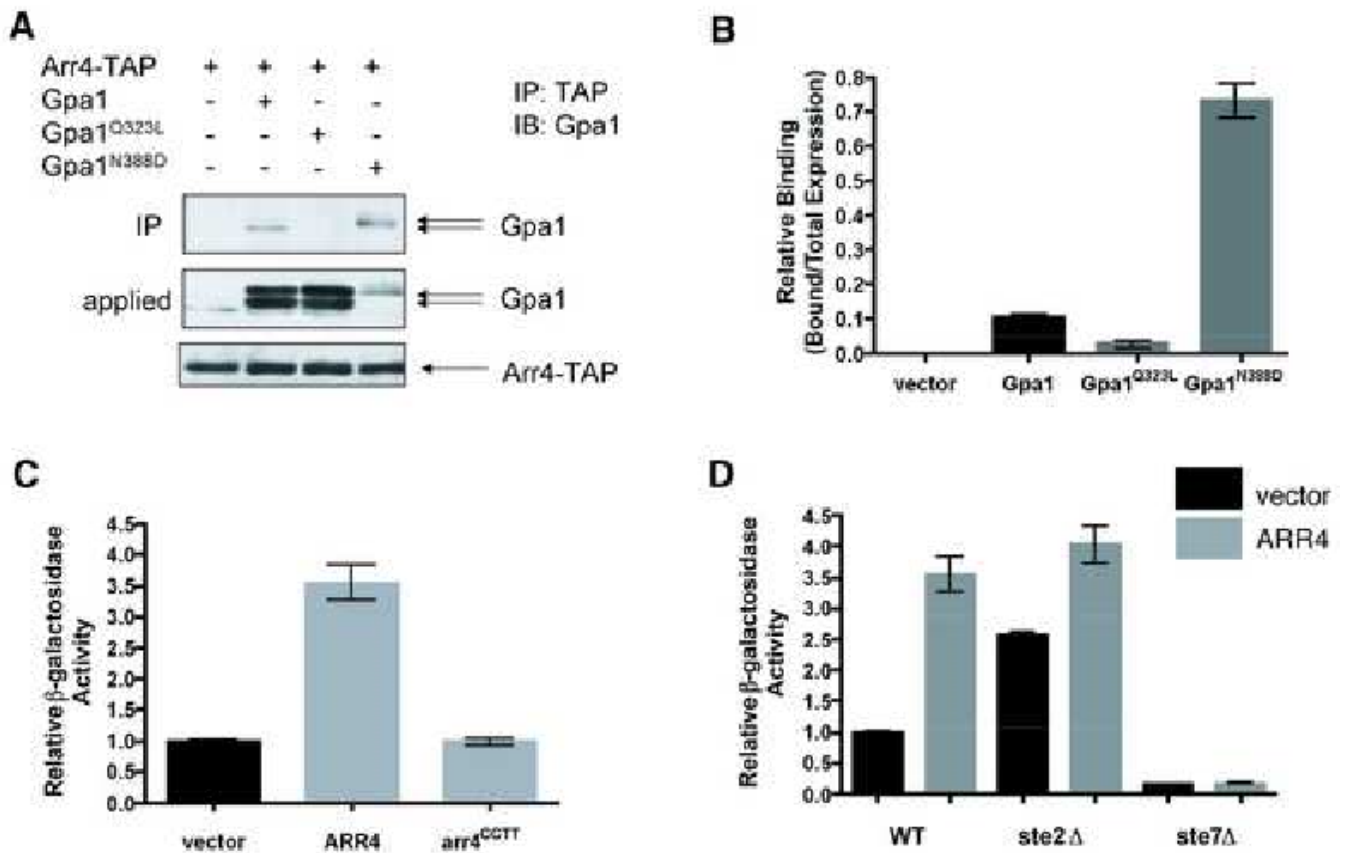 A
Arr4-TAP + + + +
Gpa1 - + - -
Gpa1Q323L - - + -
Gpa1N388D - - - +
IP: TAP
IB: Gpa1
IP
Gpa1
applied
Gpa1
Arr4-TAP
B
Relative Binding
(Bound/Total Expression)
0.8
0.7
0.6
0.5
0.4
0.3
0.2
0.1
0.0
vector Gpa1 Gpa1Q323L Gpa1N388D
C
Relative β-galactosidase
Activity
4.5
4.0
3.5
3.0
2.5
2.0
1.5
1.0
0.5
0.0
vector ARR4 arr4CCTT
D
vector
ARR4
Relative β-galactosidase
Activity
4.5
4.0
3.5
3.0
2.5
2.0
1.5
1.0
0.5
0.0
WT ste2Δ ste7Δ